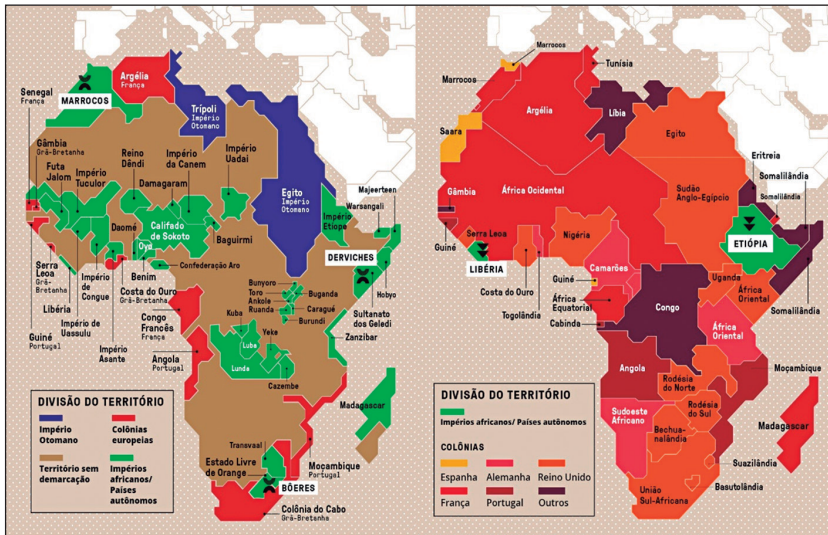 Senegal
França
MARROCOS
Argélia
França
Trípoli
Império
Otomano
Gâmbia
Grã-Bretanha
Futa
Jalom
Império
Tuculor
Reino
Dêndi
Damagaram
Império
da Canem
Império
Uadai
Egito
Império
Otomano
Majeerteen
Warsangali
Império
Etíope
Daomé
Califado
de Sokoto
Oyó
Baguirmi
DERVICHES
Serra
Leoa
Grã-Bretanha
Libéria
Guiné
Portugal
Império
de
Congue
Império de
Uassulu
Império
Asante
Benim
Costa do Ouro
Grã-Bretanha
Confederação Aro
Congo
Francês
França
Angola
Portugal
Bunyoro
Toro
Ankole
Ruanda
Buganda
Caragué
Burundi
Hobyo
Sultanato
dos Geledi
Zanzibar
Kuba
Luba
Yeke
Lunda
Cazembe
Madagascar
Transvaal
Estado Livre
de Orange
BÔERES
Moçambique
Portugal
Colônia do Cabo
Grã-Bretanha
DIVISÃO DO TERRITÓRIO
Império
Otomano
Colônias
europeias
Território sem
demarcação
Impérios
africanos/
Países
autônomos
Marrocos
Marrocos
Tunísia
Argélia
Líbia
Saara
Egito
Eritreia
Somalilândia
Somalilândia
Gâmbia
África Ocidental
Sudão
Anglo-Egípcio
Guiné
Serra Leoa
LIBÉRIA
Nigéria
ETIÓPIA
Costa do Ouro
Togolândia
Camarões
Guiné
África
Equatorial
Cabinda
Congo
Uganda
África
Oriental
Somalilândia
África
Oriental
Angola
Moçambique
Rodésia
do Norte
Rodésia
do Sul
Sudoeste
Africano
Bechua-
nalândia
Madagascar
Suazilândia
Basutolândia
União
Sul-Africana
DIVISÃO DO TERRITÓRIO
Impérios africanos/ Países
autônomos
COLÔNIAS
Espanha
Alemanha
Reino Unido
França
Portugal
Outros